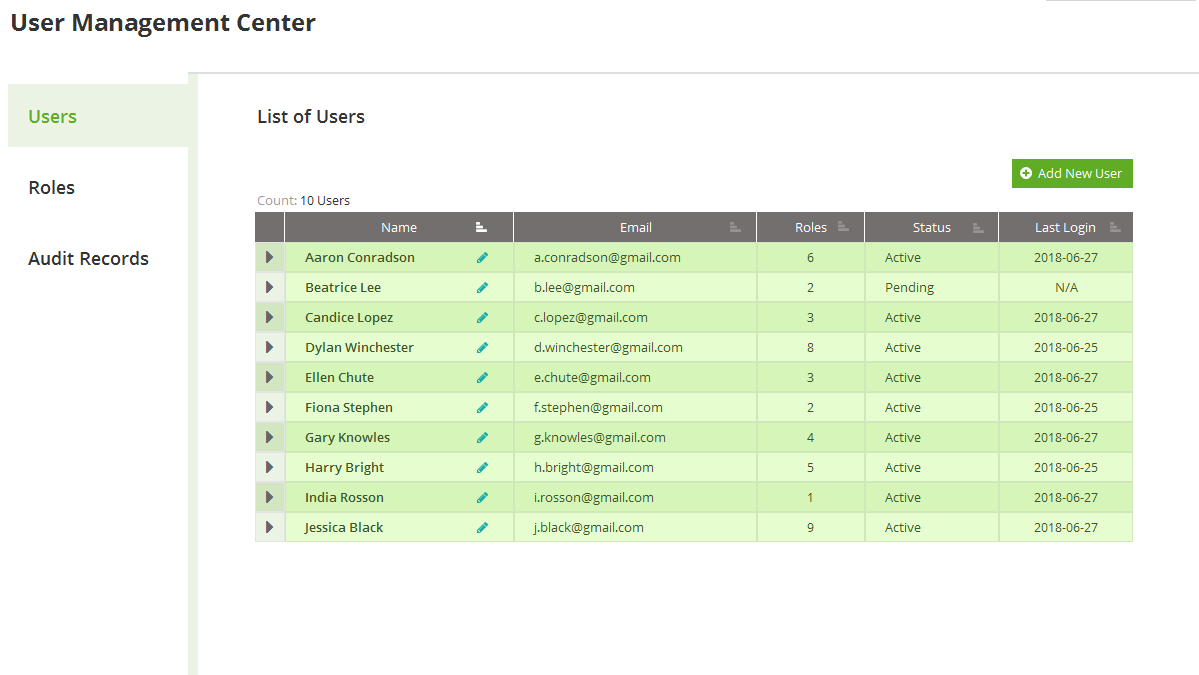 User Management Center
Users
Roles
Audit Records
List of Users
Add New User
Count: 10 Users
Name Email Roles Status Last Login
Aaron Conradson a.conradson@gmail.com 6 Active 2018-06-27
Beatrice Lee b.lee@gmail.com 2 Pending N/A
Candice Lopez c.lopez@gmail.com 3 Active 2018-06-27
Dylan Winchester d.winchester@gmail.com 8 Active 2018-06-25
Ellen Chute e.chute@gmail.com 3 Active 2018-06-27
Fiona Stephen f.stephen@gmail.com 2 Active 2018-06-25
Gary Knowles g.knowles@gmail.com 4 Active 2018-06-27
Harry Bright h.bright@gmail.com 5 Active 2018-06-25
India Rosson i.rosson@gmail.com 1 Active 2018-06-27
Jessica Black j.black@gmail.com 9 Active 2018-06-27